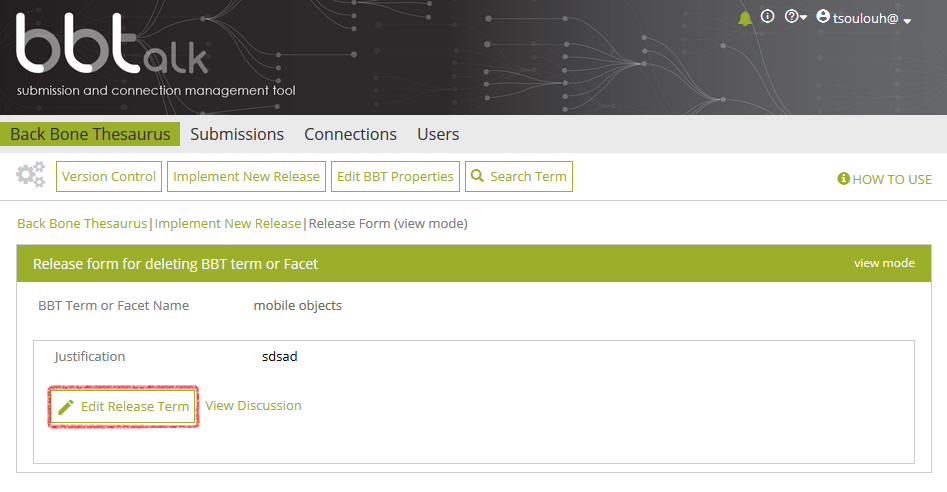 tsoulouh@
bbtalk
submission and connection management tool
Back Bone Thesaurus Submissions Connections Users
Version Control Implement New Release Edit BBT Properties Search Term
HOW TO USE
Back Bone Thesaurus|Implement New Release|Release Form (view mode)
Release form for deleting BBT term or Facet view mode
BBT Term or Facet Name mobile objects
Justification sdsad
Edit Release Term View Discussion